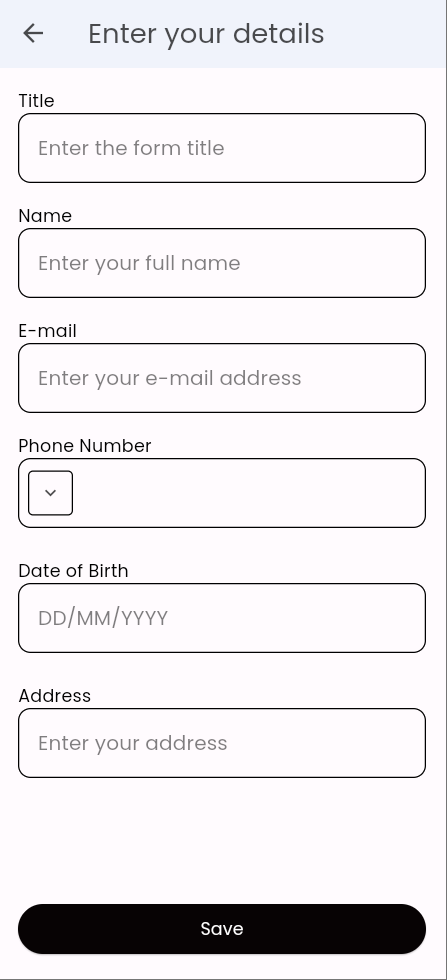 Enter your details
Title
Enter the form title
Name
Enter your full name
E-mail
Enter your e-mail address
Phone Number
Date of Birth
DD/MM/YYYY
Address
Enter your address
Save